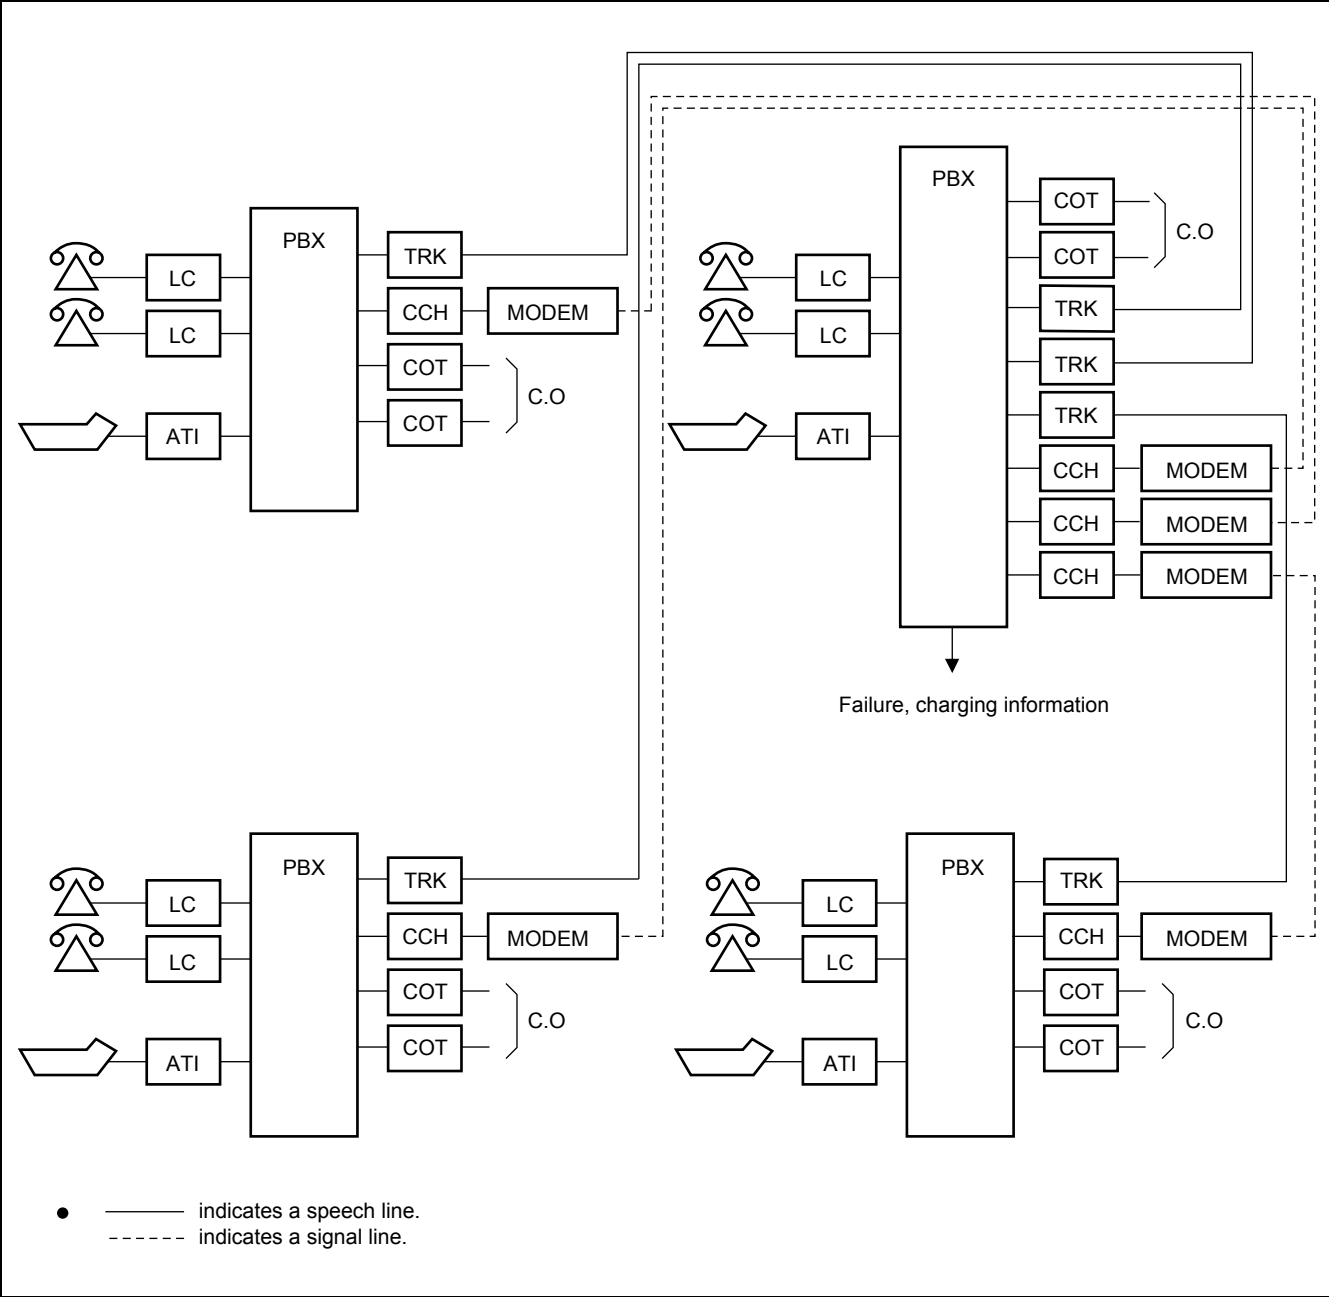 PBX
LC
LC
ATI
TRK
CCH
MODEM
COT
COT
C.O
PBX
LC
LC
ATI
COT
COT
C.O
TRK
TRK
TRK
CCH
MODEM
CCH
MODEM
CCH
MODEM
Failure, charging information
PBX
LC
LC
ATI
TRK
CCH
MODEM
COT
COT
C.O
PBX
LC
LC
ATI
TRK
CCH
MODEM
COT
COT
C.O
indicates a speech line.
indicates a signal line.